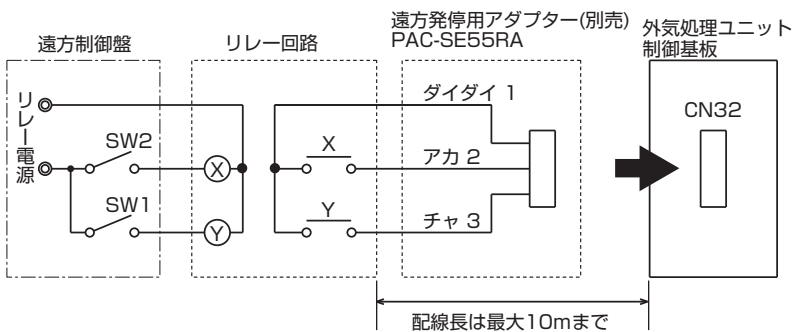 遠方制御盤
リレー回路
遠方発停用アダプター(別売)
PAC-SE55RA
外気処理ユニット
制御基板
リレー電源
SW2
SW1
X
Y
X
Y
ダイダイ 1
アカ 2
チャ 3
CN32
配線長は最大10mまで